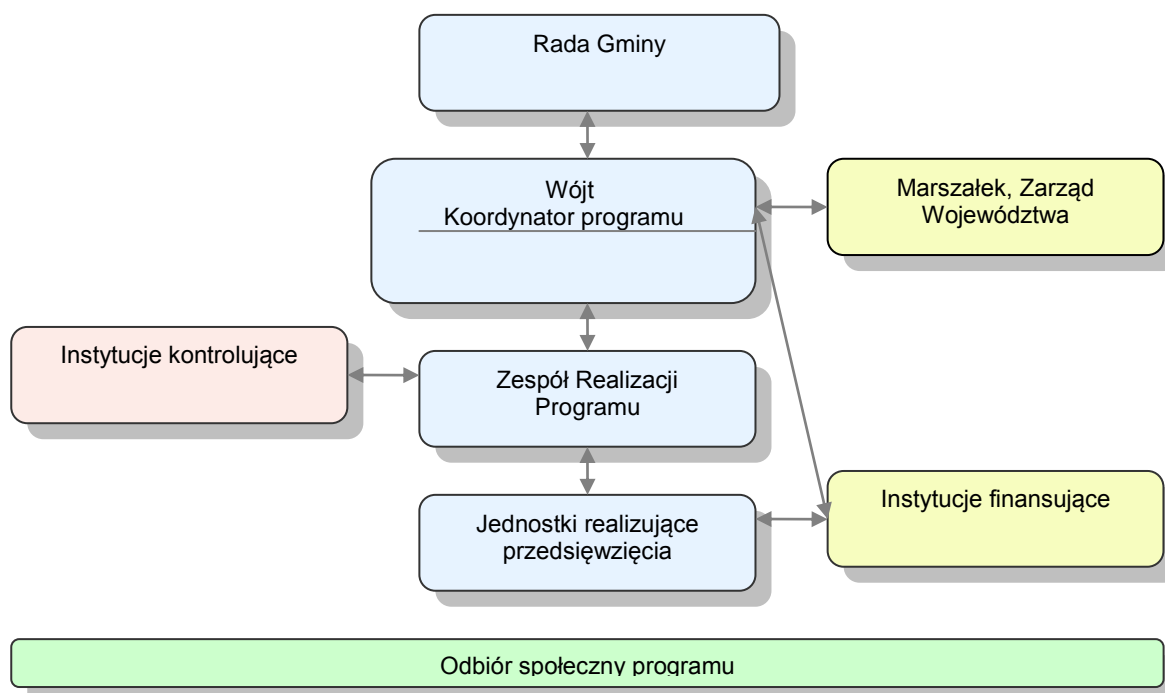 Rada Gminy
Wójt
Koordynator programu
Marszałek, Zarząd
Województwa
Instytucje kontrolujące
Zespół Realizacji
Programu
Instytucje finansujące
Jednostki realizujące
przedsięwzięcia
Odbiór społeczny programu